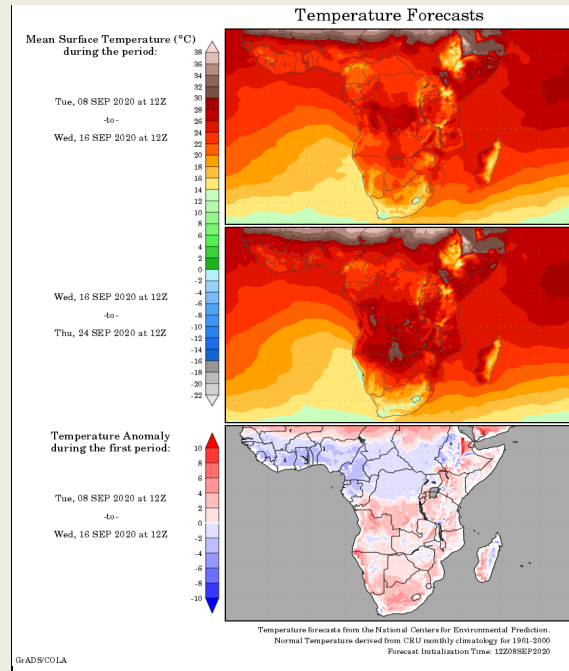 Temperature Forecasts
Mean Surface Temperature (°C)
during the period:
Tue, 08 SEP 2020 at 12Z
-to-
Wed, 16 SEP 2020 at 12Z
38
36
34
32
30
28
26
24
22
20
18
16
14
12
10
8
6
4
2
0
-2
-4
-6
-8
-10
-12
-14
-16
-18
-20
-22
Wed, 16 SEP 2020 at 12Z
-to-
Thu, 24 SEP 2020 at 12Z
Temperature Anomaly
during the first period:
Tue, 08 SEP 2020 at 12Z
-to-
Wed, 16 SEP 2020 at 12Z
10
8
6
4
2
0
-2
-4
-6
-8
-10
Temperature forecasts from the National Centers for Environmental Prediction.
Normal Temperature derived from CRU monthly climatology for 1901-2000
Forecast Initialization Time: 12Z08SEP2020
GrADS/COLA